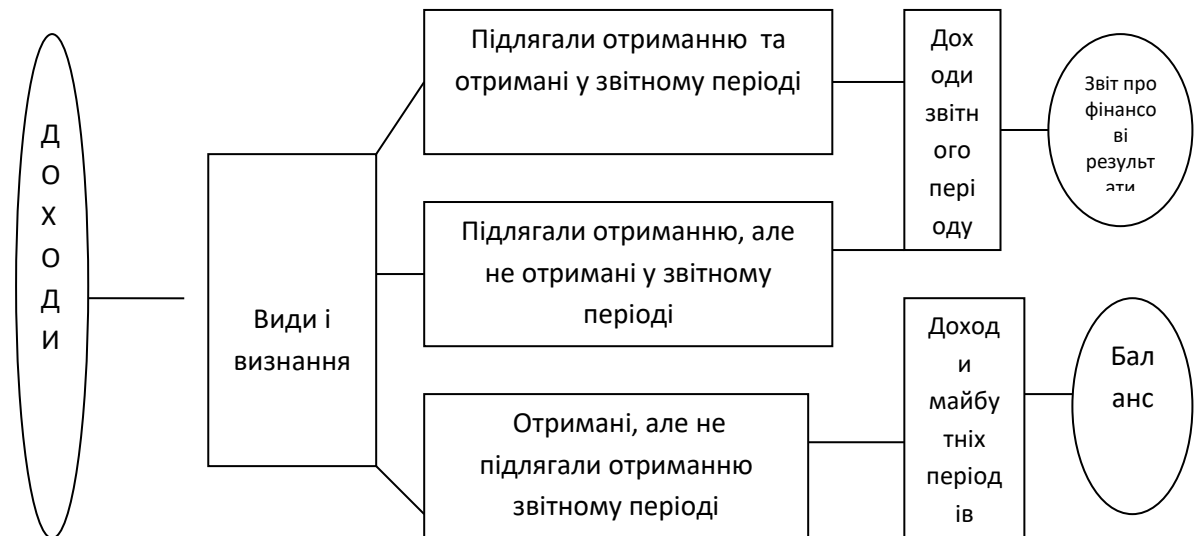 Д
О
Х
О
Д
И
Види і
визнання
Підлягали отриманню та
отримані у звітному періоді
Підлягали отриманню, але
не отримані у звітному
періоді
Отримані, але не
підлягали отриманню
звітному періоді
Дох
оди
звітн
ого
пері
оду
Звіт про
фінансо
ві
результ
ати
Доход
и
майбу
тніх
період
ів
Бал
анс